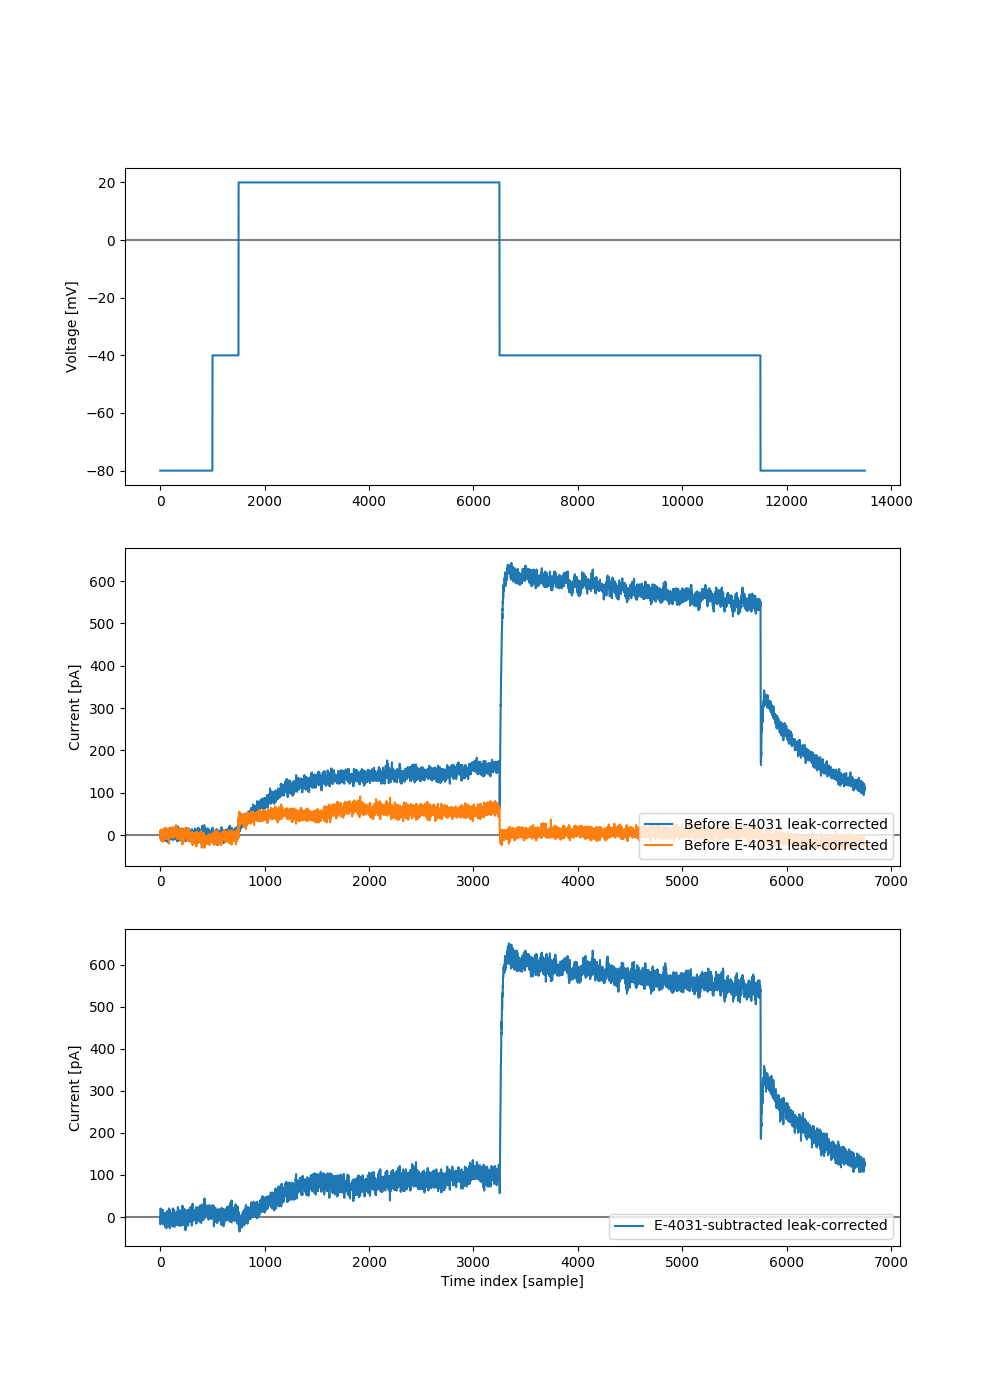 Voltage [mV]
20
0
−20
−40
−60
−80
0 2000 4000 6000 8000 10000 12000 14000
Current [pA]
600
500
400
300
200
100
0
Before E-4031 leak-corrected
Before E-4031 leak-corrected
0 1000 2000 3000 4000 5000 6000 7000
Current [pA]
600
500
400
300
200
100
0
E-4031-subtracted leak-corrected
0 1000 2000 3000 4000 5000 6000 7000
Time index [sample]